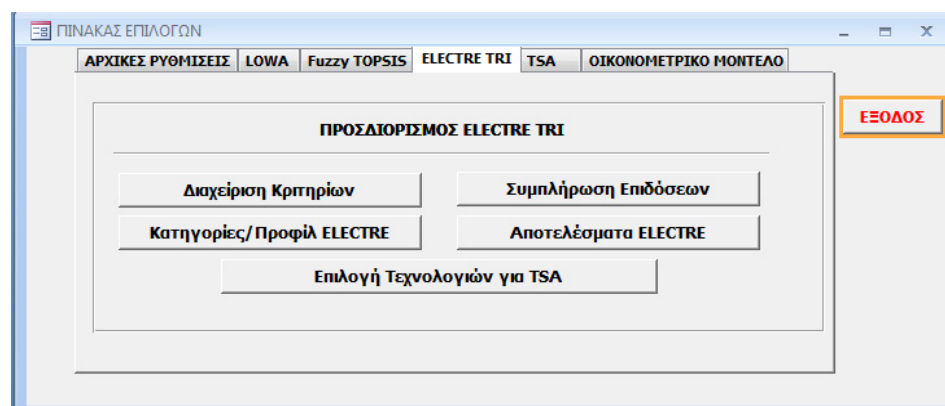 ΠΙΝΑΚΑΣ ΕΠΙΛΟΓΩΝ
ΑΡΧΙΚΕΣ ΡΥΘΜΙΣΕΙΣ LOWA Fuzzy TOPSIS ELECTRE TRI TSA ΟΙΚΟΝΟΜΕΤΡΙΚΟ ΜΟΝΤΕΛΟ
ΕΞΟΔΟΣ
ΠΡΟΣΔΙΟΡΙΣΜΟΣ ELECTRE TRI
Διαχείριση Κριτηρίων Συμπλήρωση Επιδόσεων
Κατηγορίες/Προφίλ ELECTRE Αποτελέσματα ELECTRE
Επιλογή Τεχνολογιών για TSA